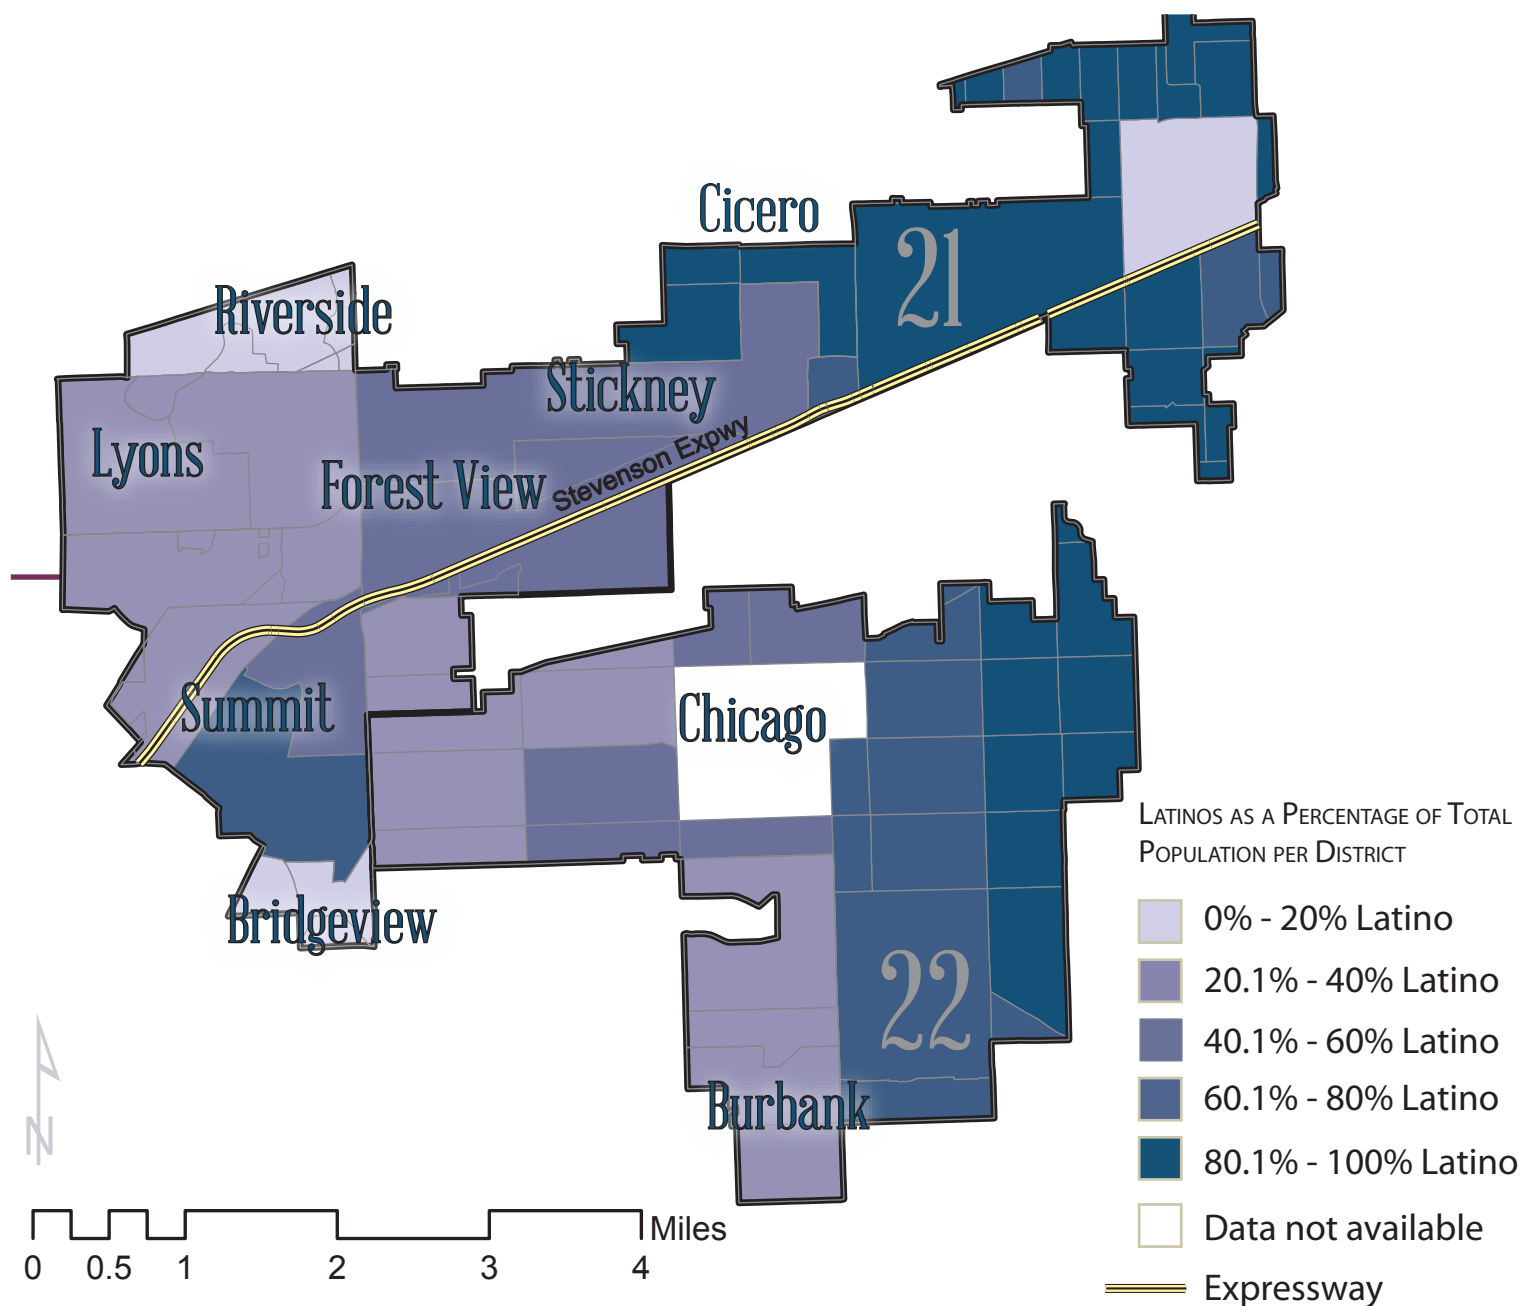 Cicero
21
Riverside
Stickney
Lyons
Stevenson Expwy
Forest View
Summit
Chicago
Bridgeview
22
Burbank
N
0 0.5 1 2 3 4 Miles
Latinos as a Percentage of Total
Population per District
0% - 20% Latino
20.1% - 40% Latino
40.1% - 60% Latino
60.1% - 80% Latino
80.1% - 100% Latino
Data not available
Expressway